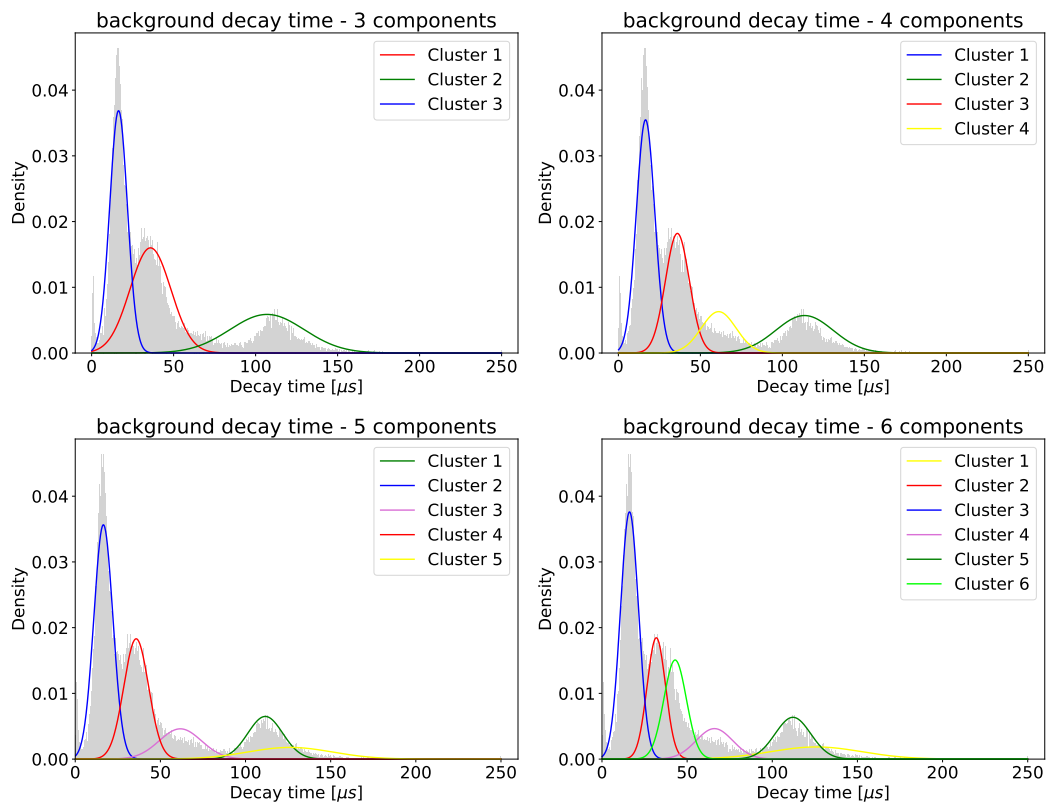 background decay time - 3 components
Density
0.04
0.03
0.02
0.01
0.00
Cluster 1
Cluster 2
Cluster 3
0 50 100 150 200 250
Decay time [μs]
background decay time - 4 components
Density
0.04
0.03
0.02
0.01
0.00
Cluster 1
Cluster 2
Cluster 3
Cluster 4
0 50 100 150 200 250
Decay time [μs]
background decay time - 5 components
Density
0.04
0.03
0.02
0.01
0.00
Cluster 1
Cluster 2
Cluster 3
Cluster 4
Cluster 5
0 50 100 150 200 250
Decay time [μs]
background decay time - 6 components
Density
0.04
0.03
0.02
0.01
0.00
Cluster 1
Cluster 2
Cluster 3
Cluster 4
Cluster 5
Cluster 6
0 50 100 150 200 250
Decay time [μs]